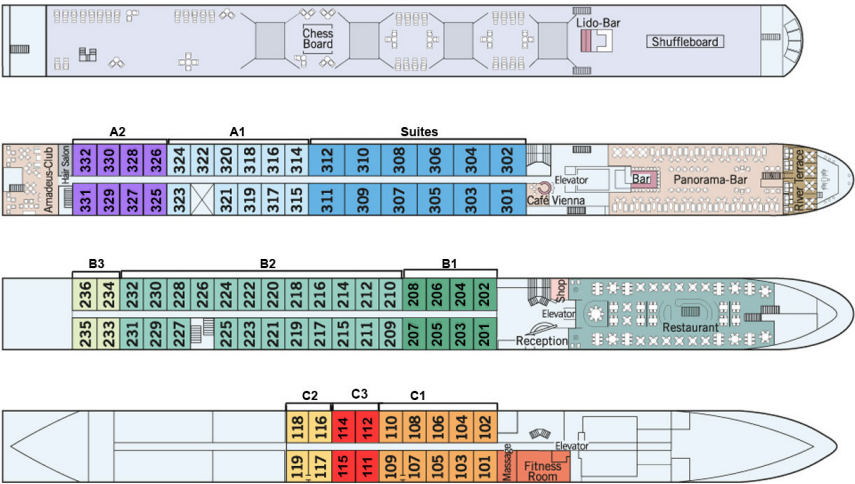 Chess
Board
Lido-Bar
Shuffleboard
A2
A1
Suites
Amadeus-Club
Hair Salon
332 330 328 326 324 322 320 318 316 314 312 310 308 306 304 302
331 329 327 325 323 321 319 317 315 311 309 307 305 303 301
Elevator
Café Vienna
Bar
Panorama-Bar
River Terrace
B3
B2
B1
236 234 232 230 228 226 224 222 220 218 216 214 212 210 208 206 204 202
235 233 231 229 227 225 223 221 219 217 215 211 209 207 205 203 201
Shop
Elevator
Reception
Restaurant
C2
C3
C1
118 116 114 112 110 108 106 104 102
119 117 115 111 109 107 105 103 101
Massage
Fitness
Room
Elevator